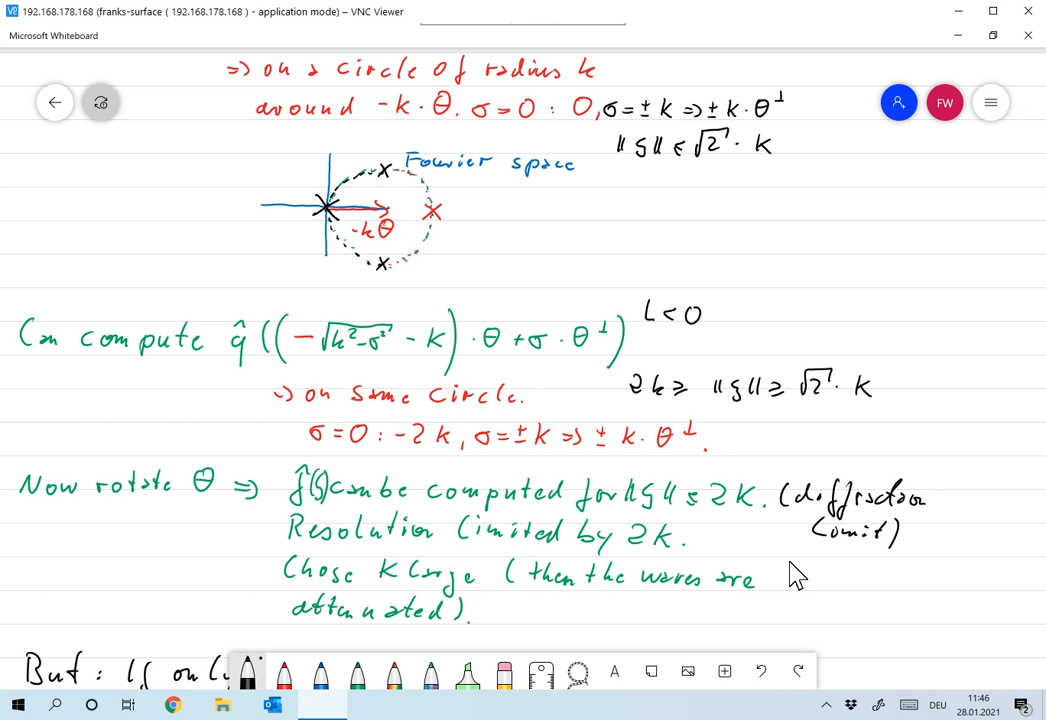 192.168.178.168 (franks-surface ( 192.168.178.168 ) - application mode) – VNC Viewer
Microsoft Whiteboard
FW
⇒ on a circle of radius k
around -k·θ. σ=0 : 0, σ=±k ⇒ ±k·θ^⊥
‖ξ‖ ≤ √2·k
Fourier space
-kθ
L<0
Can compute q̂((-√(k²-σ²) - k)·θ + σ·θ^⊥)
→ on same circle.
2k ≥ ‖ξ‖ ≥ √2·k
σ=0 : -2k, σ=±k ⇒ ±k·θ^⊥.
Now rotate θ ⇒ f̂(ξ) can be computed for ‖ξ‖ ≤ 2k. (diffraction
limit)
Resolution limited by 2k.
Chose k large (then the waves are
attenuated).
But: If only
A
DEU
11:46
28.01.2021
2